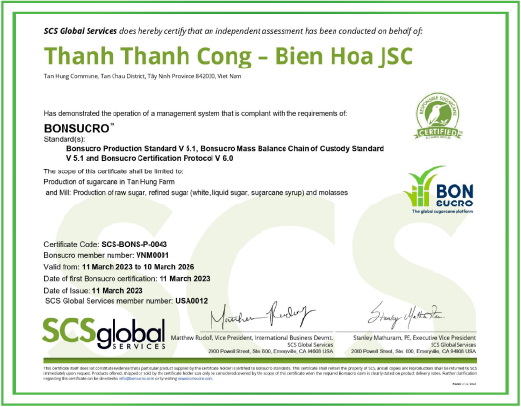 SCS Global Services does hereby certify that an independent assessment has been conducted on behalf of:
Thanh Thanh Cong – Bien Hoa JSC
Tan Hung Commune, Tan Chau District, Tây Ninh Province 842030, Viet Nam
Has demonstrated the operation of a management system that is compliant with the requirements of:
BONSUCRO™
Standard(s):
Bonsucro Production Standard V 5.1, Bonsucro Mass Balance Chain of Custody Standard
V 5.1 and Bonsucro Certification Protocol V 6.0
The scope of this certificate shall be limited to:
Production of sugarcane in Tan Hung Farm
and Mill: Production of raw sugar, refined sugar (white, liquid sugar, sugarcane syrup) and molasses
RESPONSIBLE SUGARCANE
CERTIFIED
BON
SUCRO
The global sugarcane platform
Certificate Code: SCS-BONS-P-0043
Bonsucro member number: VNM0001
Valid from: 11 March 2023 to 10 March 2026
Date of first Bonsucro certification: 11 March 2023
Date of Issue: 11 March 2023
SCS Global Services member number: USA0012
SCSglobal
SERVICES
Matthew Rudolf, Vice President, International Business Devmt.
SCS Global Services
2000 Powell Street, Ste. 600, Emeryville, CA 94608 USA
Stanley Mathuram, PE, Executive Vice President
SCS Global Services
2000 Powell Street, Ste. 600, Emeryville, CA 94608 USA